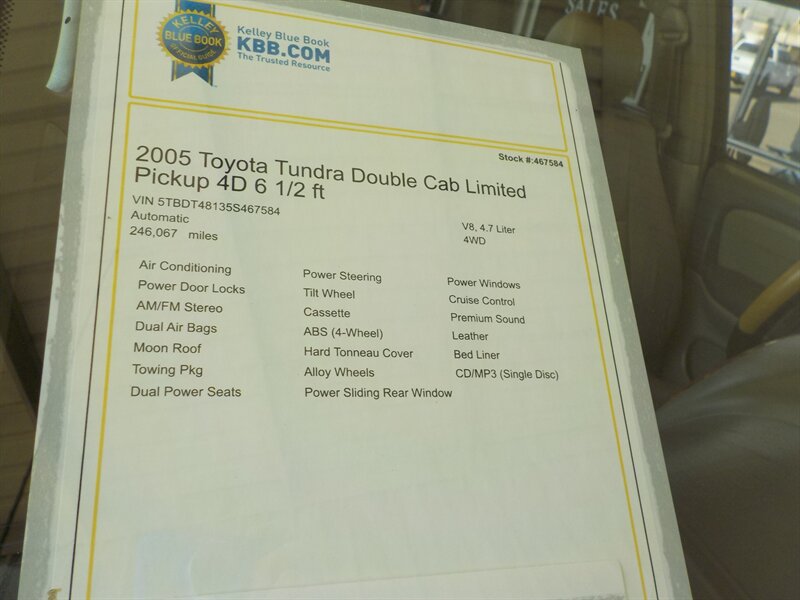 SALES
KELLEY
BLUE BOOK
OFFICIAL GUIDE
Kelley Blue Book
KBB.COM
The Trusted Resource
Stock #:467584
2005 Toyota Tundra Double Cab Limited
Pickup 4D 6 1/2 ft
VIN 5TBDT48135S467584
Automatic
246,067 miles
V8, 4.7 Liter
4WD
Air Conditioning
Power Door Locks
AM/FM Stereo
Dual Air Bags
Moon Roof
Towing Pkg
Dual Power Seats
Power Steering
Tilt Wheel
Cassette
ABS (4-Wheel)
Hard Tonneau Cover
Alloy Wheels
Power Sliding Rear Window
Power Windows
Cruise Control
Premium Sound
Leather
Bed Liner
CD/MP3 (Single Disc)